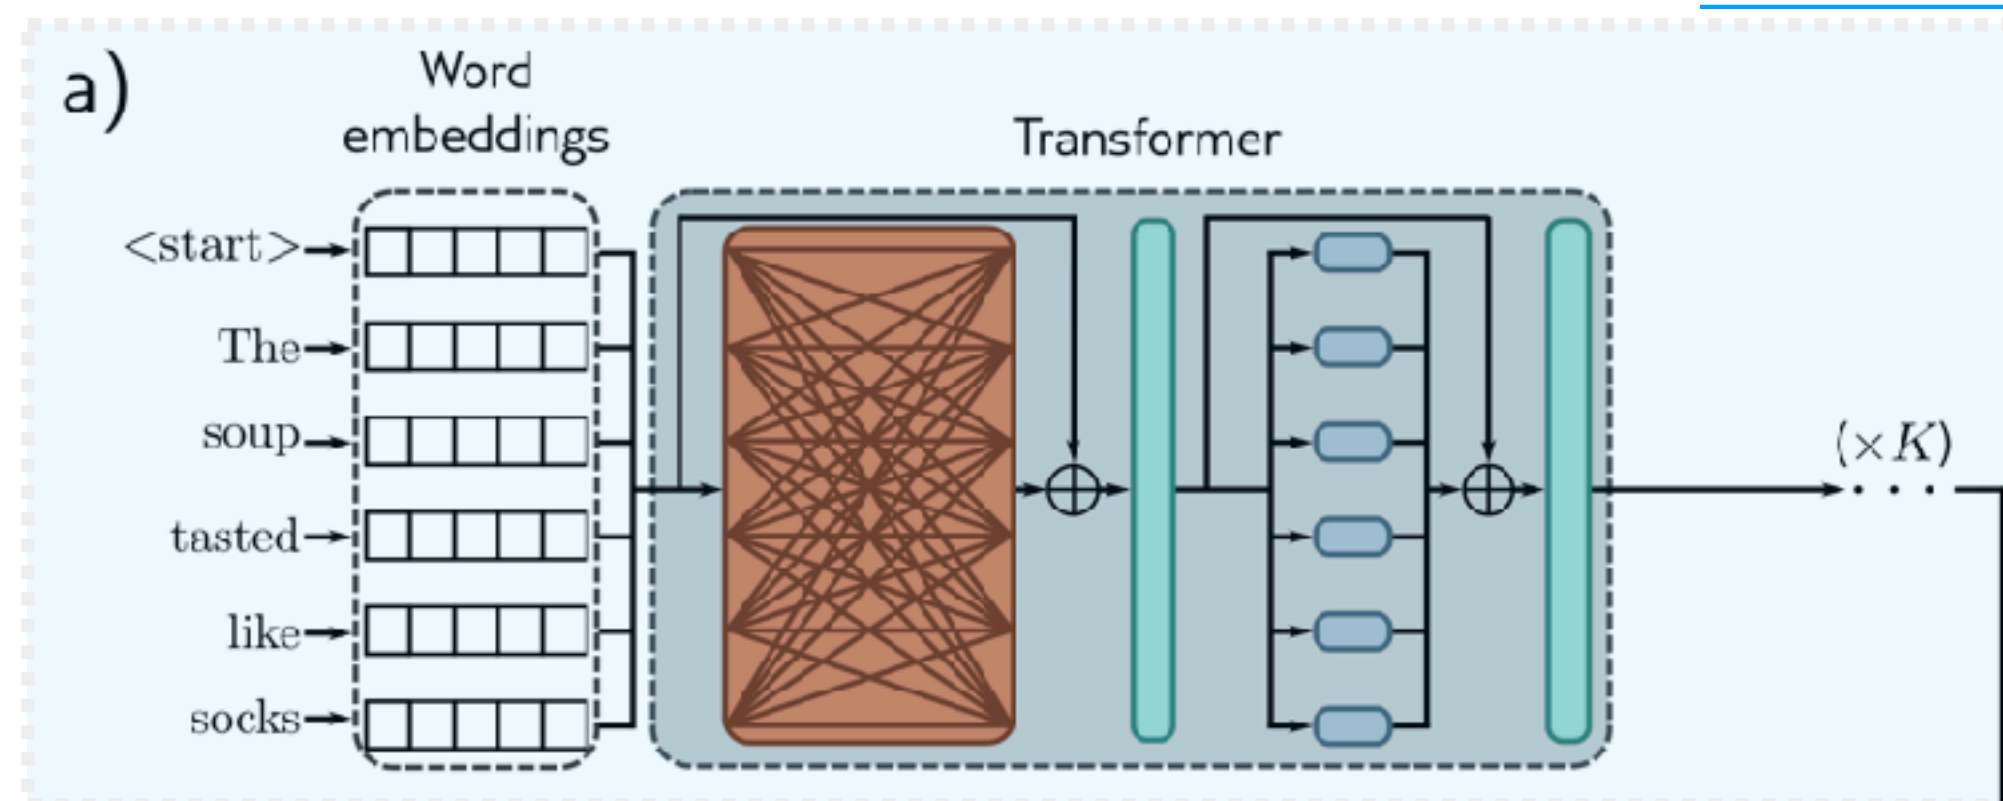 a)
Word
embeddings
Transformer
<start>
The
soup
tasted
like
socks
(×K)